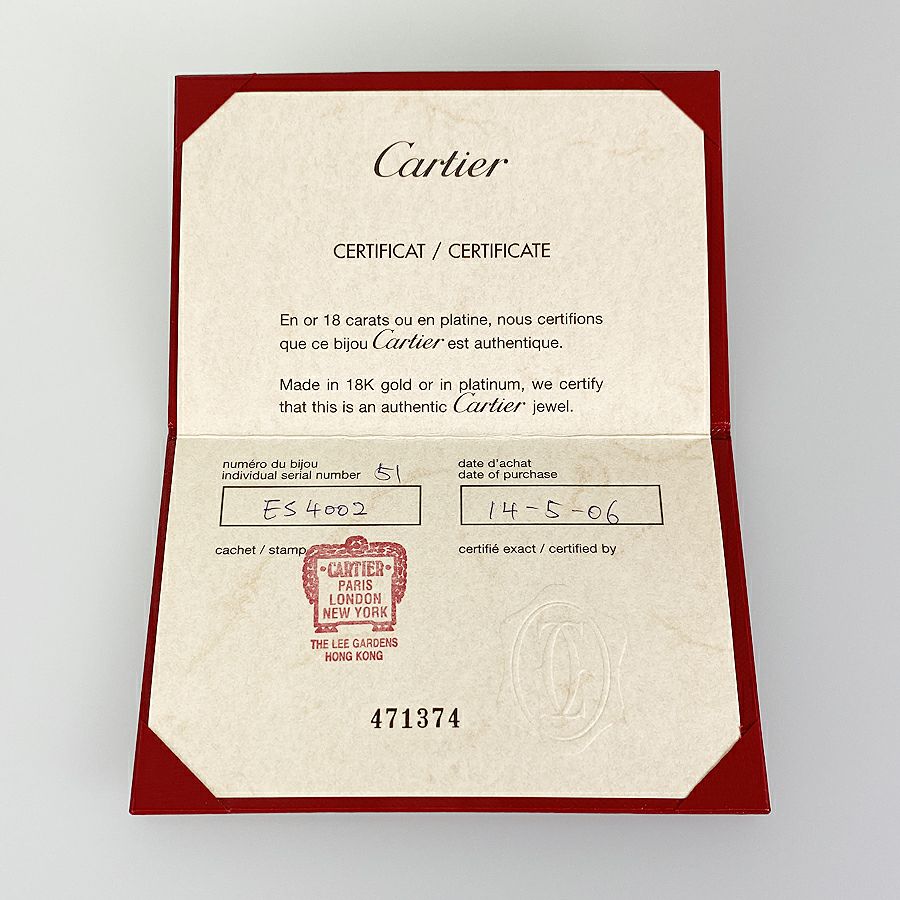 Cartier
CERTIFICAT / CERTIFICATE
En or 18 carats ou en platine, nous certifions
que ce bijou Cartier est authentique.
Made in 18K gold or in platinum, we certify
that this is an authentic Cartier jewel.
numéro du bijou
individual serial number 51
ES4002
date d'achat
date of purchase
14-5-06
cachet / stamp
certifié exact / certified by
CARTIER
PARIS
LONDON
NEW YORK
THE LEE GARDENS
HONG KONG
471374